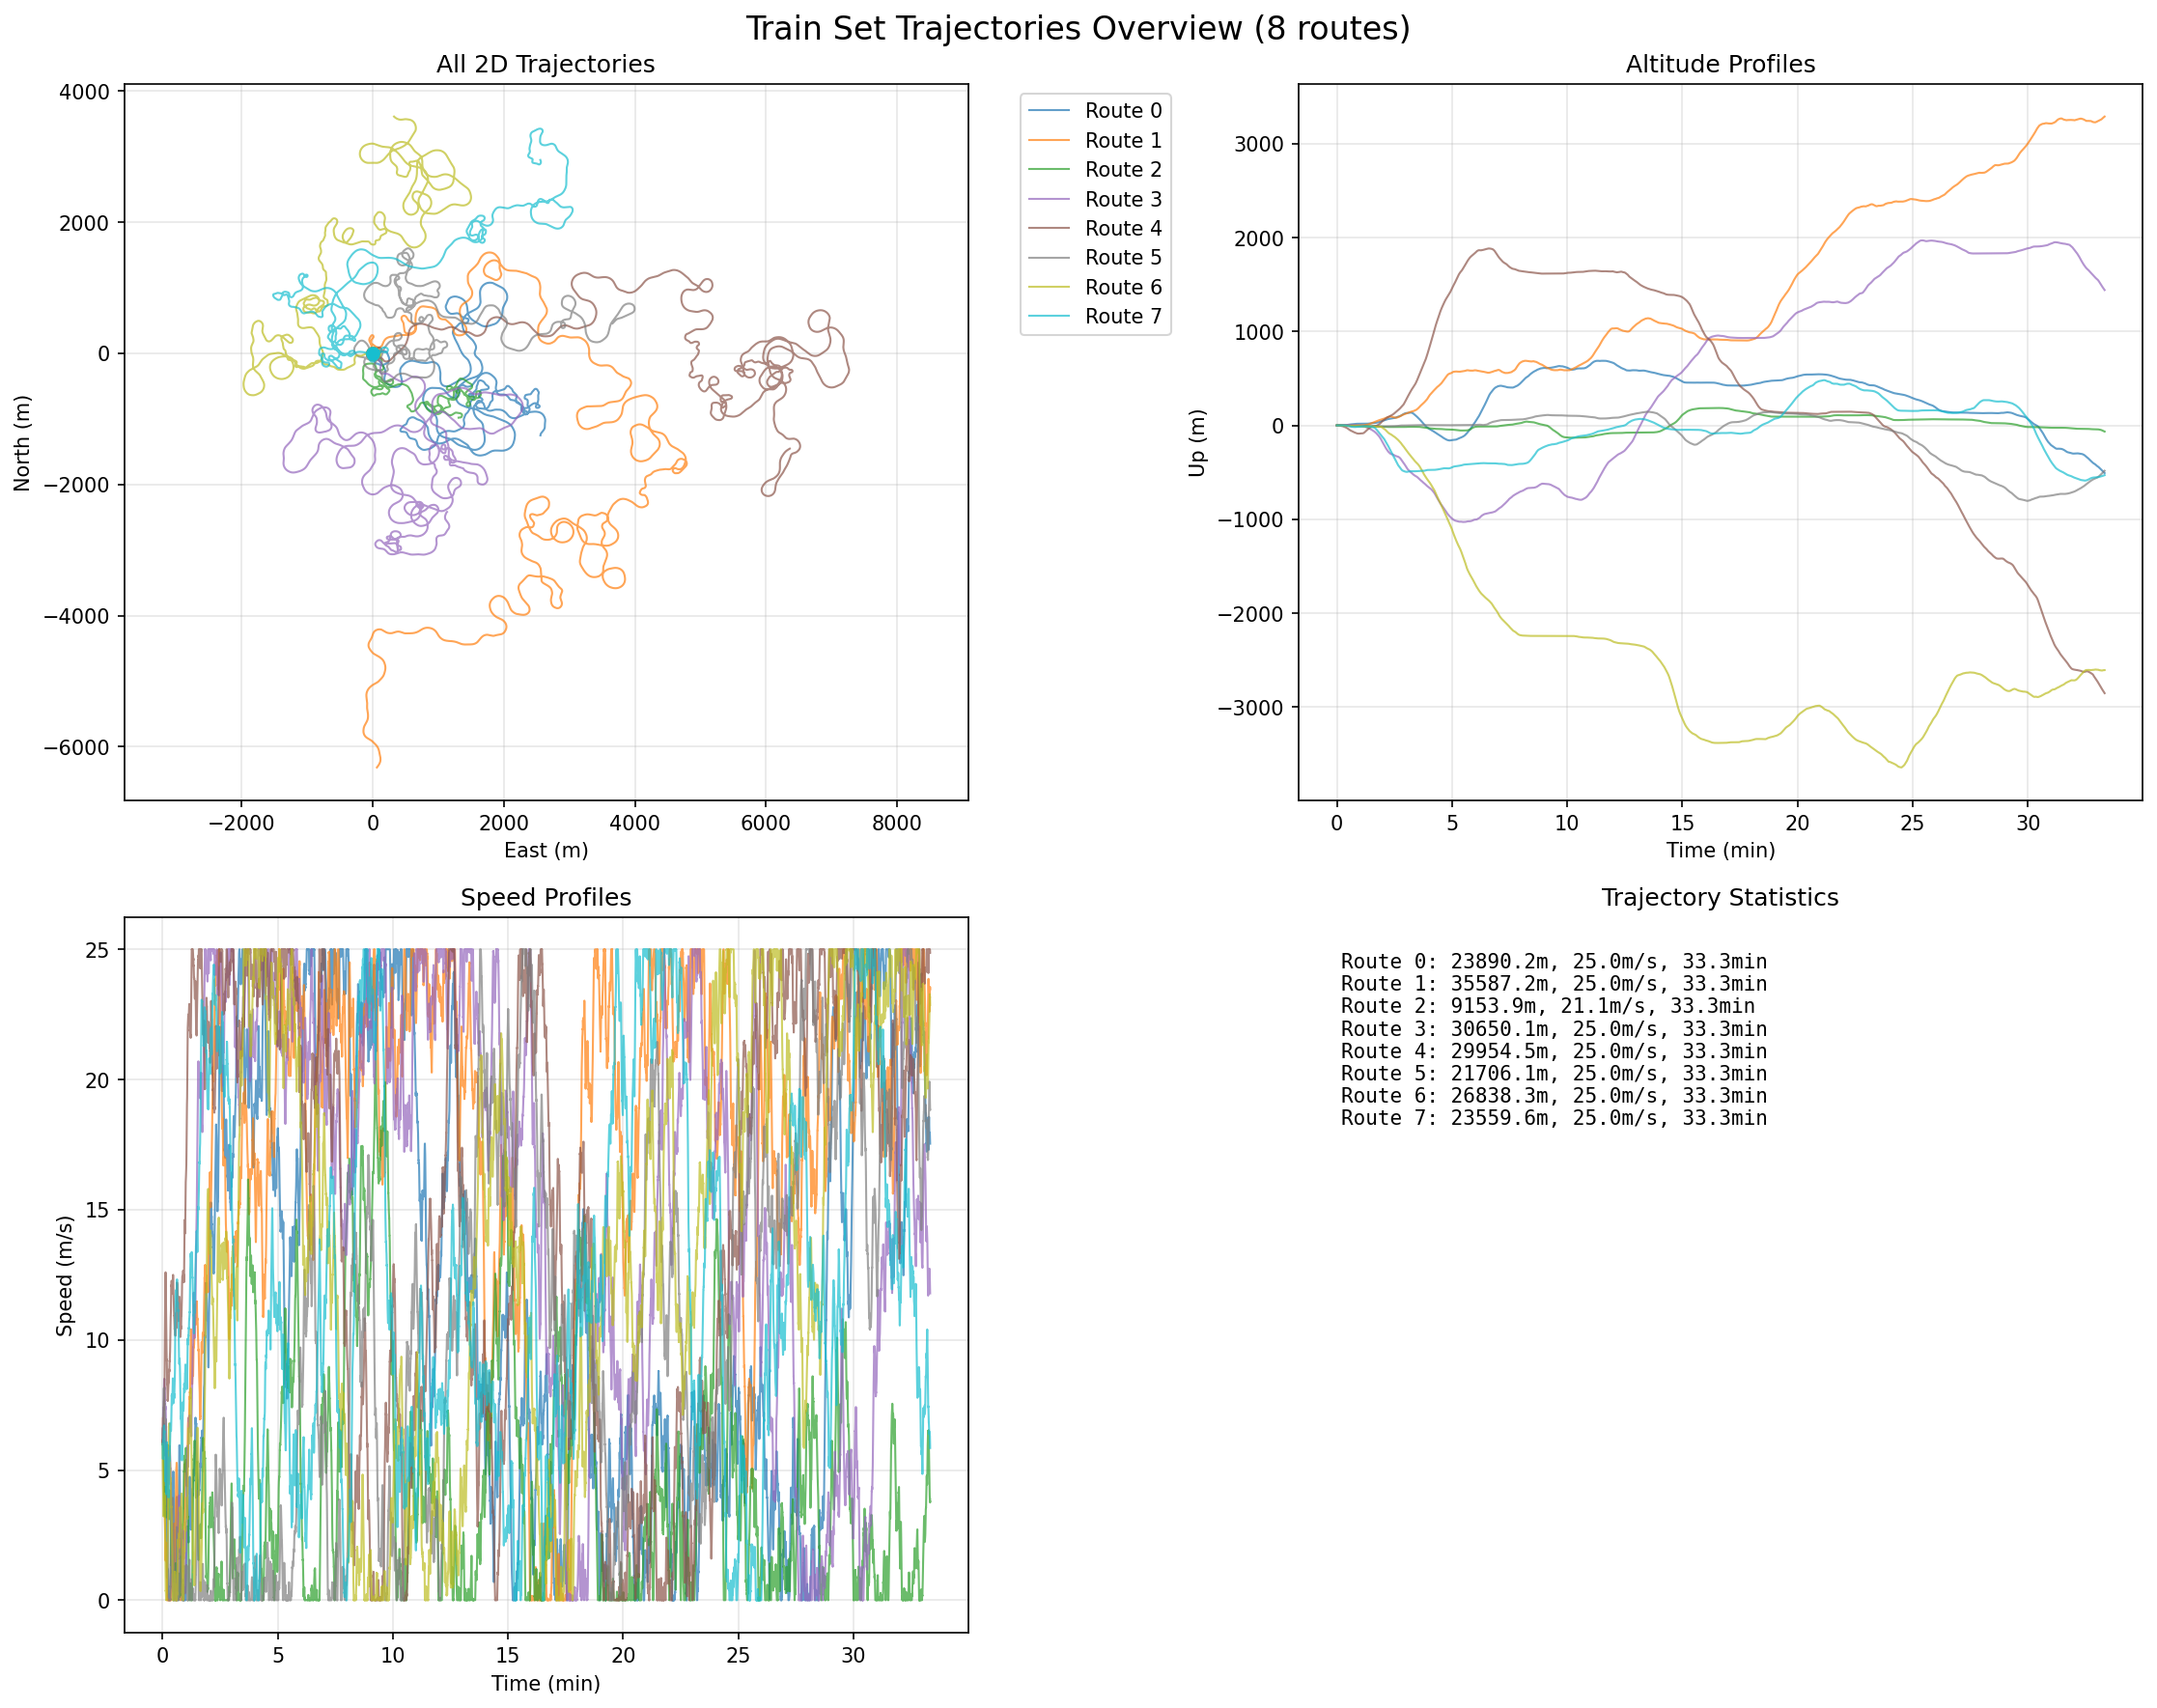 Train Set Trajectories Overview (8 routes)
All 2D Trajectories
4000
2000
0
−2000
−4000
−6000
North (m)
−2000
0
2000
4000
6000
8000
East (m)
Route 0
Route 1
Route 2
Route 3
Route 4
Route 5
Route 6
Route 7
Altitude Profiles
3000
2000
1000
0
−1000
−2000
−3000
Up (m)
0
5
10
15
20
25
30
Time (min)
Speed Profiles
25
20
15
10
5
0
Speed (m/s)
0
5
10
15
20
25
30
Time (min)
Trajectory Statistics
Route 0: 23890.2m, 25.0m/s, 33.3min
Route 1: 35587.2m, 25.0m/s, 33.3min
Route 2: 9153.9m, 21.1m/s, 33.3min
Route 3: 30650.1m, 25.0m/s, 33.3min
Route 4: 29954.5m, 25.0m/s, 33.3min
Route 5: 21706.1m, 25.0m/s, 33.3min
Route 6: 26838.3m, 25.0m/s, 33.3min
Route 7: 23559.6m, 25.0m/s, 33.3min